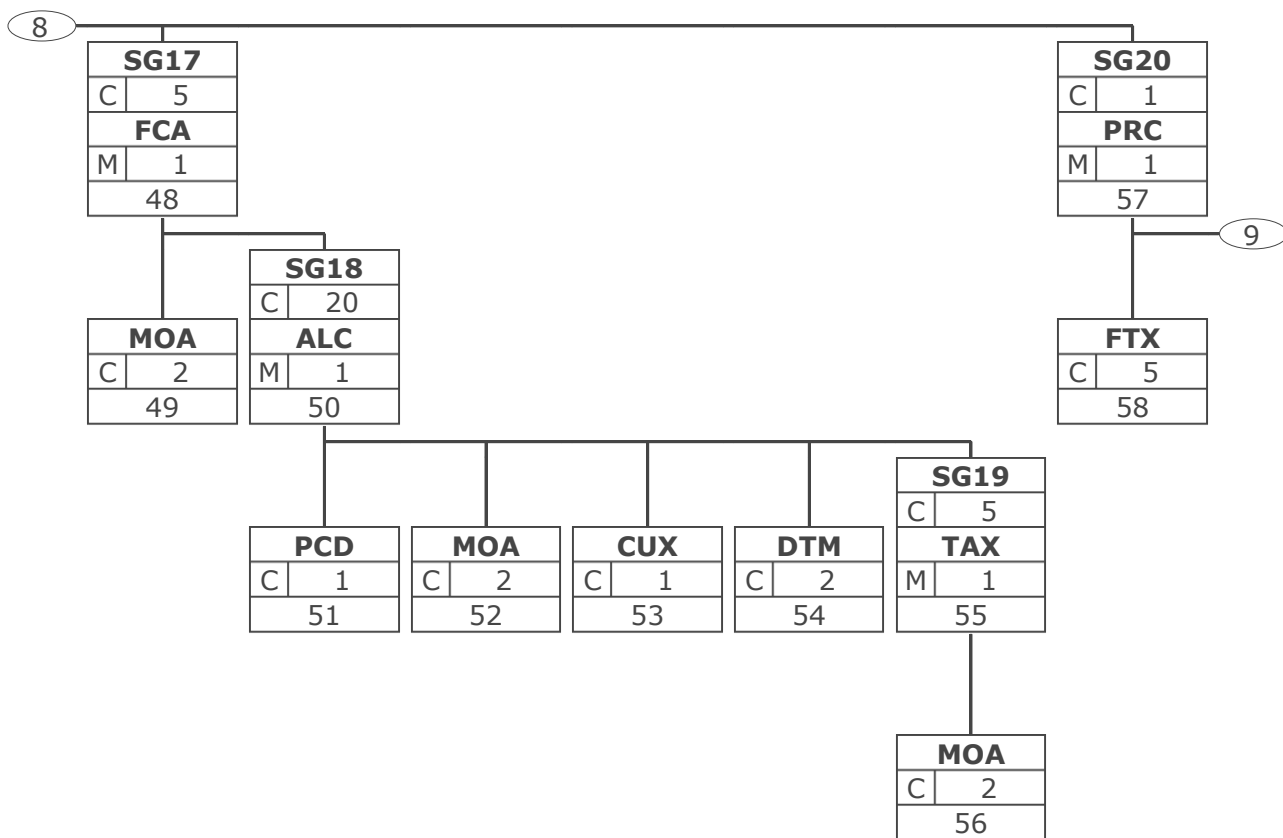 8
SG17
C 5
FCA
M 1
48
SG20
C 1
PRC
M 1
57
9
MOA
C 2
49
SG18
C 20
ALC
M 1
50
FTX
C 5
58
PCD
C 1
51
MOA
C 2
52
CUX
C 1
53
DTM
C 2
54
SG19
C 5
TAX
M 1
55
MOA
C 2
56